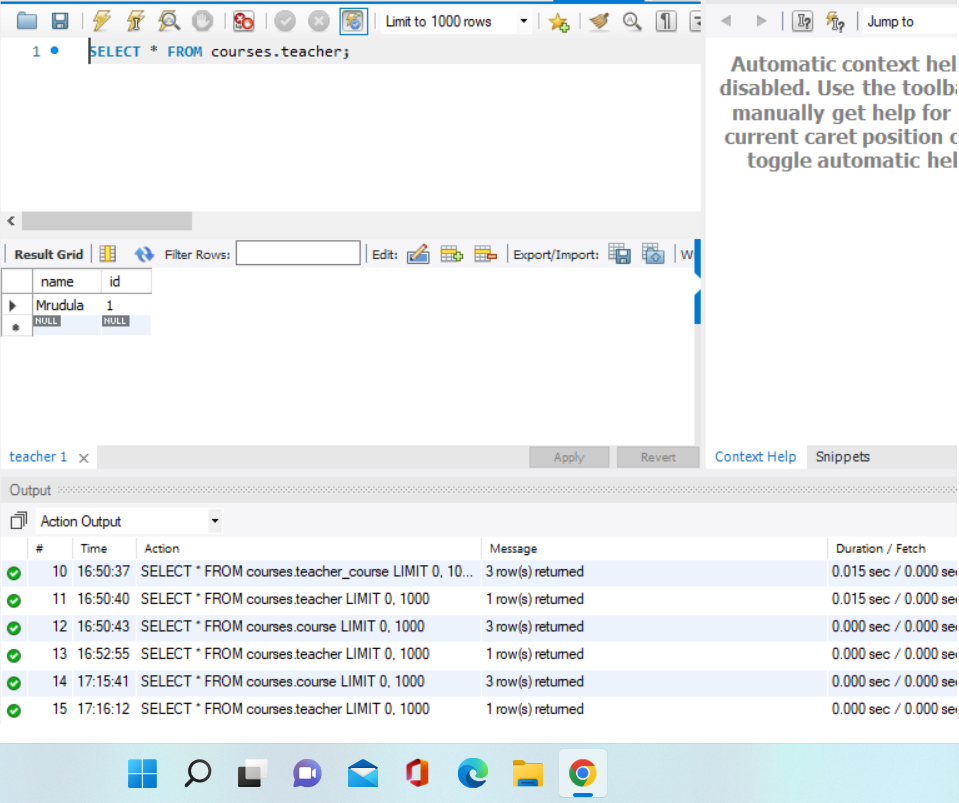 Limit to 1000 rows
Jump to
1 SELECT * FROM courses.teacher;
Automatic context hel
disabled. Use the toolba
manually get help for
current caret position o
toggle automatic hel
Result Grid Filter Rows: Edit: Export/Import: W
name id
Mrudula 1
NULL NULL
teacher 1 Apply Revert
Context Help Snippets
Output
Action Output
# Time Action Message Duration / Fetch
10 16:50:37 SELECT * FROM courses.teacher_course LIMIT 0, 10... 3 row(s) returned 0.015 sec / 0.000 sec
11 16:50:40 SELECT * FROM courses.teacher LIMIT 0, 1000 1 row(s) returned 0.015 sec / 0.000 sec
12 16:50:43 SELECT * FROM courses.course LIMIT 0, 1000 3 row(s) returned 0.000 sec / 0.000 sec
13 16:52:55 SELECT * FROM courses.teacher LIMIT 0, 1000 1 row(s) returned 0.000 sec / 0.000 sec
14 17:15:41 SELECT * FROM courses.course LIMIT 0, 1000 3 row(s) returned 0.000 sec / 0.000 sec
15 17:16:12 SELECT * FROM courses.teacher LIMIT 0, 1000 1 row(s) returned 0.000 sec / 0.000 sec